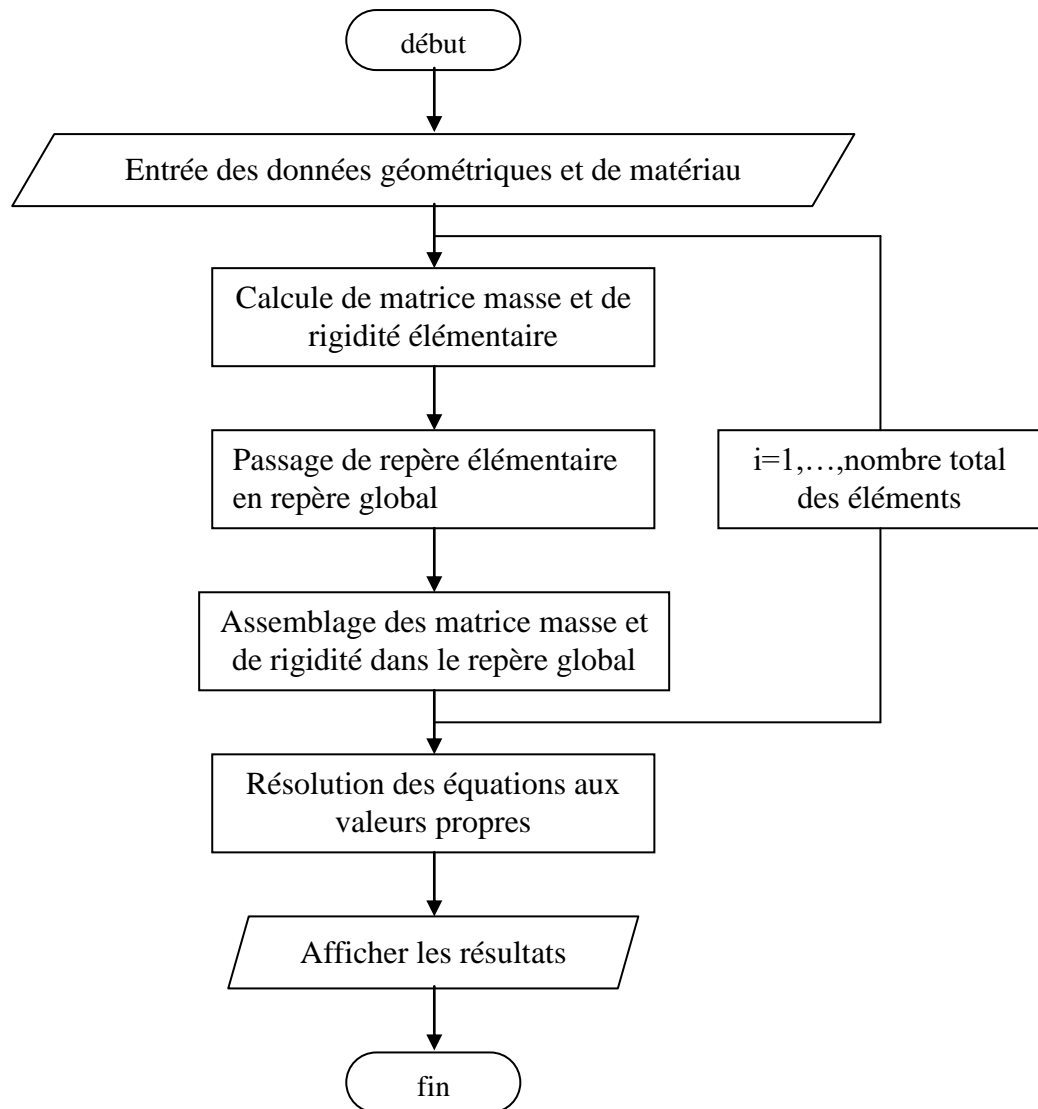 début
Entrée des données géométriques et de matériau
Calcule de matrice masse et de
rigidité élémentaire
Passage de repère élémentaire
en repère global
i=1,…,nombre total
des éléments
Assemblage des matrice masse et
de rigidité dans le repère global
Résolution des équations aux
valeurs propres
Afficher les résultats
fin